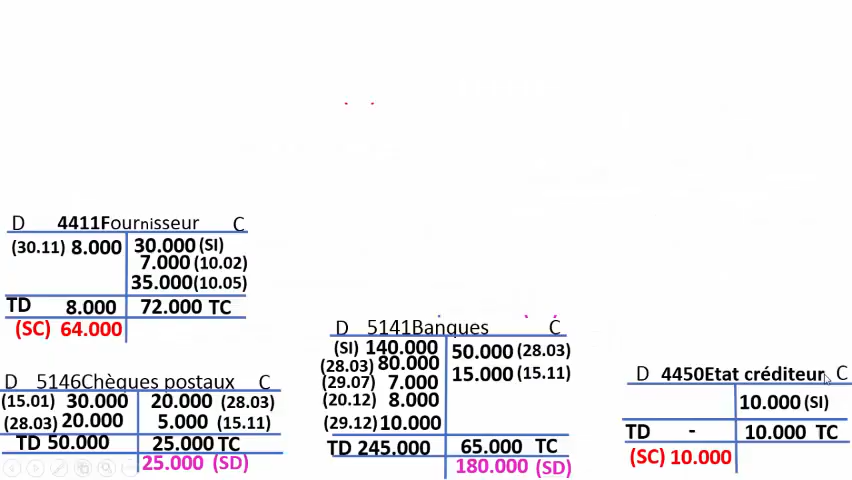 D 4411Fournisseur C
(30.11) 8.000 30.000 (SI)
7.000 (10.02)
35.000(10.05)
TD 8.000 72.000 TC
(SC) 64.000
D 5146Chèques postaux C
(15.01) 30.000 20.000 (28.03)
(28.03) 20.000 5.000 (15.11)
TD 50.000 25.000 TC
25.000 (SD)
D 5141Banques C
(SI) 140.000 50.000 (28.03)
(28.03) 80.000 15.000 (15.11)
(29.07) 7.000
(20.12) 8.000
(29.12) 10.000
TD 245.000 65.000 TC
180.000 (SD)
D 4450Etat créditeur C
10.000 (SI)
TD - 10.000 TC
(SC) 10.000